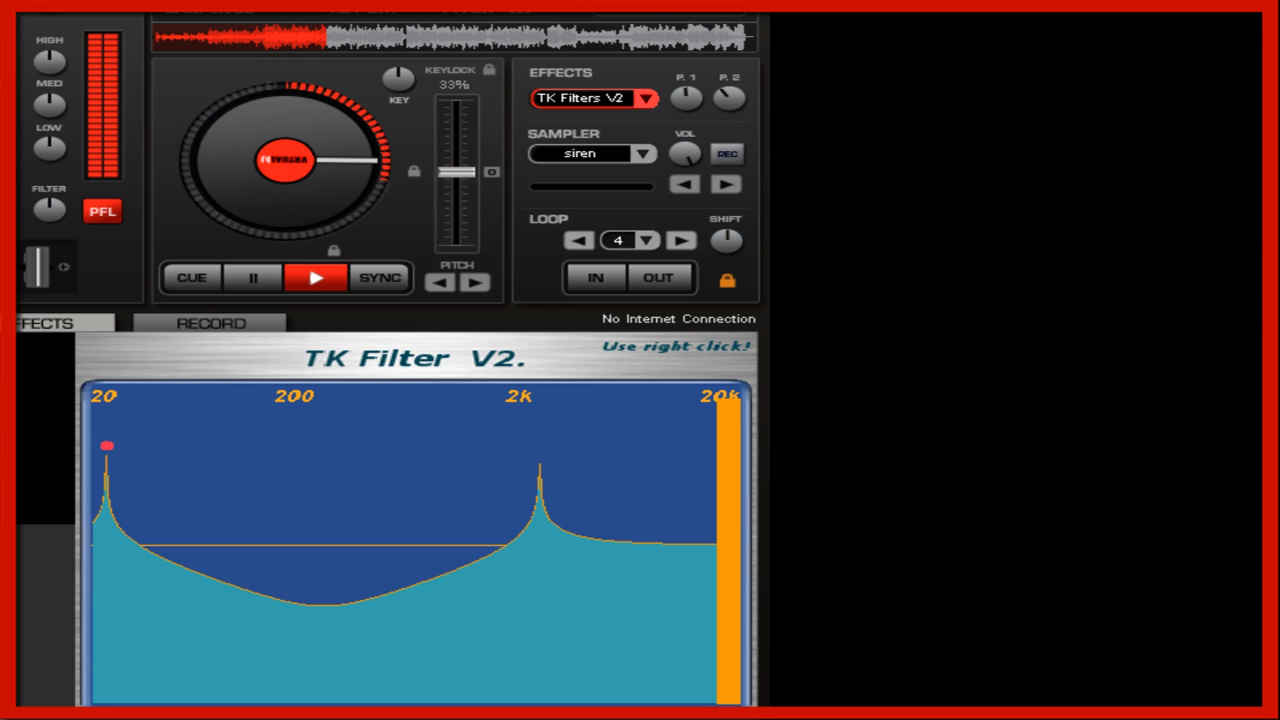 HIGH
MED
LOW
FILTER
PFL
KEY
KEYLOCK
33%
CUE
SYNC
PITCH
EFFECTS
TK Filters V2
P. 1
P. 2
SAMPLER
VOL
siren
REC
LOOP
SHIFT
4
IN
OUT
FFECTS
RECORD
No Internet Connection
TK Filter V2.
Use right click!
20
200
2k
20k